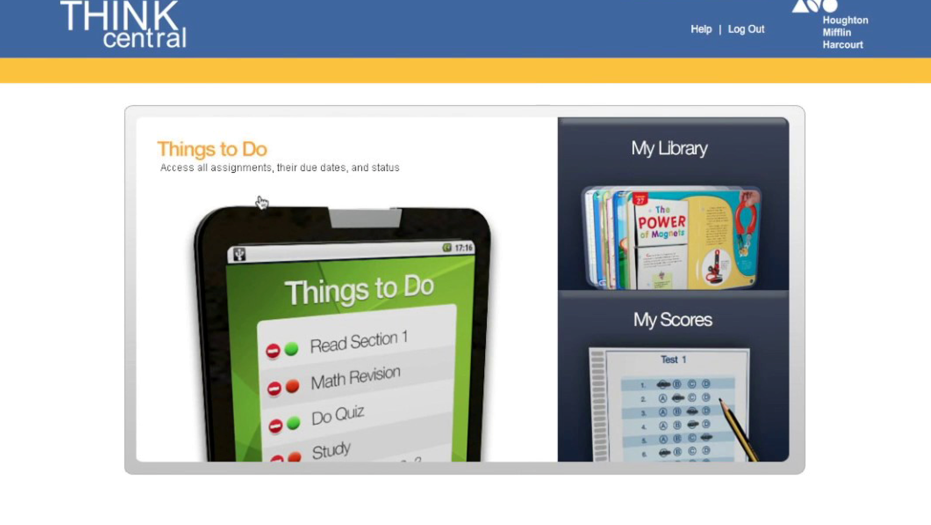 THINK
central
Help | Log Out
Houghton
Mifflin
Harcourt
Things to Do
Access all assignments, their due dates, and status
17:16
Things to Do
Read Section 1
Math Revision
Do Quiz
Study
My Library
The
POWER
of Magnets
My Scores
Test 1
1. B C D
2. A C D
3. A B D
4. A B D
5. A B C
6. B C D